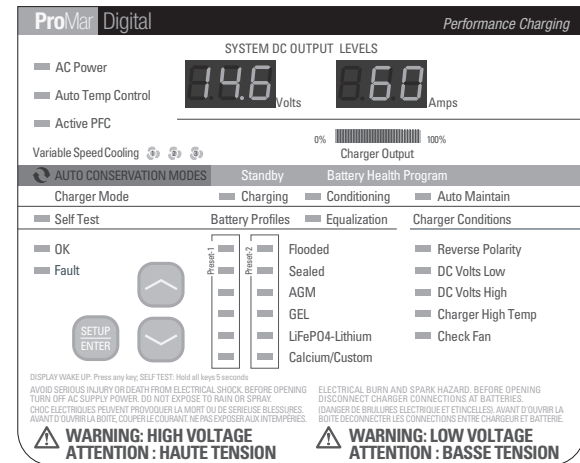 ProMar Digital
Performance Charging
SYSTEM DC OUTPUT LEVELS
AC Power
Auto Temp Control
Active PFC
14.6 Volts
60 Amps
0% 100%
Charger Output
Variable Speed Cooling 1 2 3
AUTO CONSERVATION MODES Standby Battery Health Program
Charger Mode Charging Conditioning Auto Maintain
Self Test Battery Profiles Equalization Charger Conditions
OK
Fault
Preset-1
Preset-2
Flooded
Sealed
AGM
GEL
LiFePO4-Lithium
Calcium/Custom
Reverse Polarity
DC Volts Low
DC Volts High
Charger High Temp
Check Fan
SETUP
ENTER
DISPLAY WAKE UP: Press any key; SELF TEST: Hold all keys 5 seconds
AVOID SERIOUS INJURY OR DEATH FROM ELECTRICAL SHOCK. BEFORE OPENING
TURN OFF AC SUPPLY POWER. DO NOT EXPOSE TO RAIN OR SPRAY.
CHOC ELECTRIQUES PEUVENT PROVOQUER LA MORT OU DE SERIEUSE BLESSURES.
AVANT D'OUVRIR LA BOITE, COUPER LE COURANT. NE PAS EXPOSER AUX INTEMPÉRIES.
WARNING: HIGH VOLTAGE
ATTENTION : HAUTE TENSION
ELECTRICAL BURN AND SPARK HAZARD. BEFORE OPENING
DISCONNECT CHARGER CONNECTIONS AT BATTERIES.
(DANGER DE BRULURES ELECTRIQUE ET ETINCELLES). AVANT D'OUVRIR LA
BOITE DECONNECTER LES CONNECTIONS ENTRE CHARGEUR ET BATTERIE.
WARNING: LOW VOLTAGE
ATTENTION : BASSE TENSION